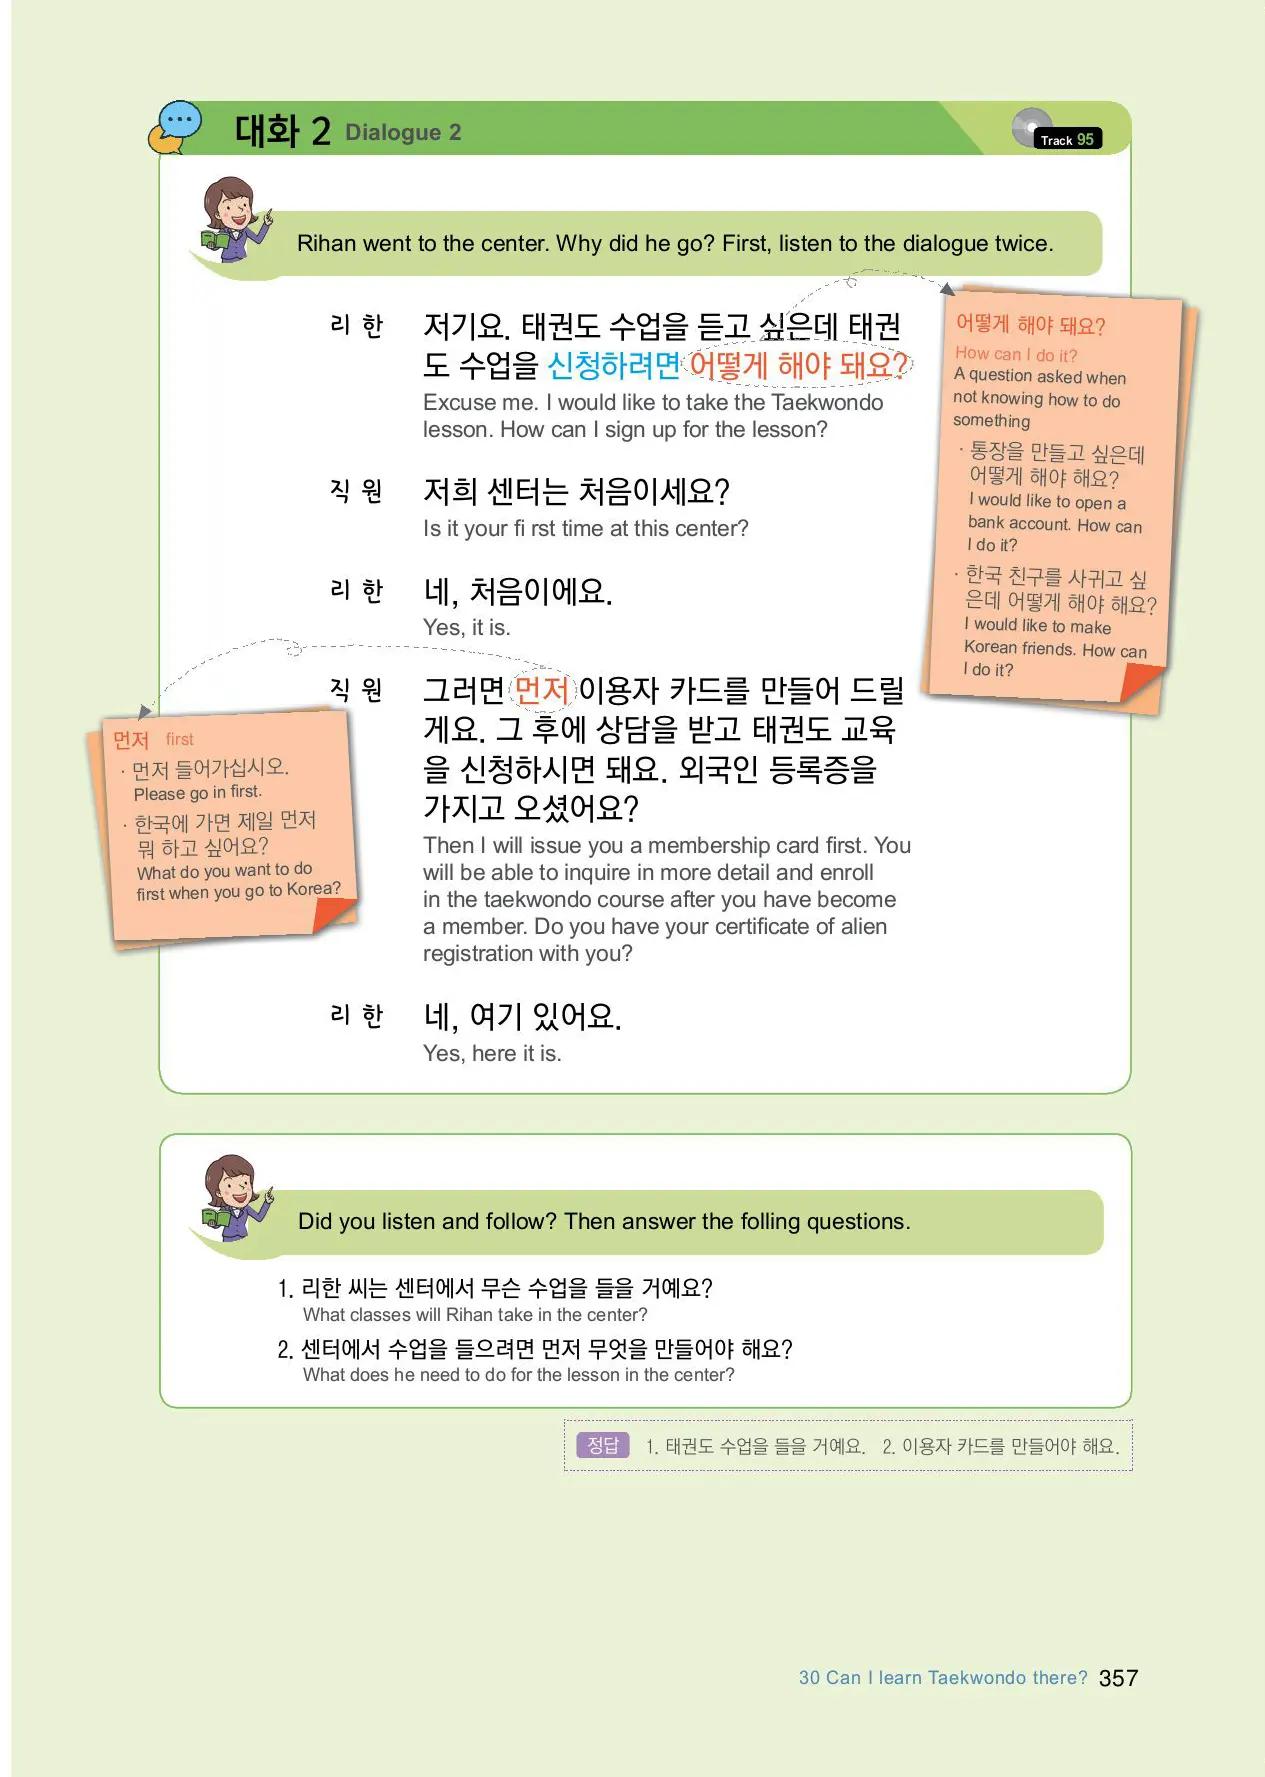 대화 2 Dialogue 2
Track 95
Rihan went to the center. Why did he go? First, listen to the dialogue twice.
리 한 저기요. 태권도 수업을 듣고 싶은데 태권
도 수업을 신청하려면 어떻게 해야 돼요?
Excuse me. I would like to take the Taekwondo
lesson. How can I sign up for the lesson?
직 원 저희 센터는 처음이세요?
Is it your fi rst time at this center?
리 한 네, 처음이에요.
Yes, it is.
직 원 그러면 먼저 이용자 카드를 만들어 드릴
게요. 그 후에 상담을 받고 태권도 교육
을 신청하시면 돼요. 외국인 등록증을
가지고 오셨어요?
Then I will issue you a membership card first. You
will be able to inquire in more detail and enroll
in the taekwondo course after you have become
a member. Do you have your certificate of alien
registration with you?
리 한 네, 여기 있어요.
Yes, here it is.
어떻게 해야 돼요?
How can I do it?
A question asked when
not knowing how to do
something
· 통장을 만들고 싶은데
어떻게 해야 해요?
I would like to open a
bank account. How can
I do it?
· 한국 친구를 사귀고 싶
은데 어떻게 해야 해요?
I would like to make
Korean friends. How can
I do it?
먼저 first
· 먼저 들어가십시오.
Please go in first.
· 한국에 가면 제일 먼저
뭐 하고 싶어요?
What do you want to do
first when you go to Korea?
Did you listen and follow? Then answer the folling questions.
1. 리한 씨는 센터에서 무슨 수업을 들을 거예요?
What classes will Rihan take in the center?
2. 센터에서 수업을 들으려면 먼저 무엇을 만들어야 해요?
What does he need to do for the lesson in the center?
정답 1. 태권도 수업을 들을 거예요. 2. 이용자 카드를 만들어야 해요.
30 Can I learn Taekwondo there? 357